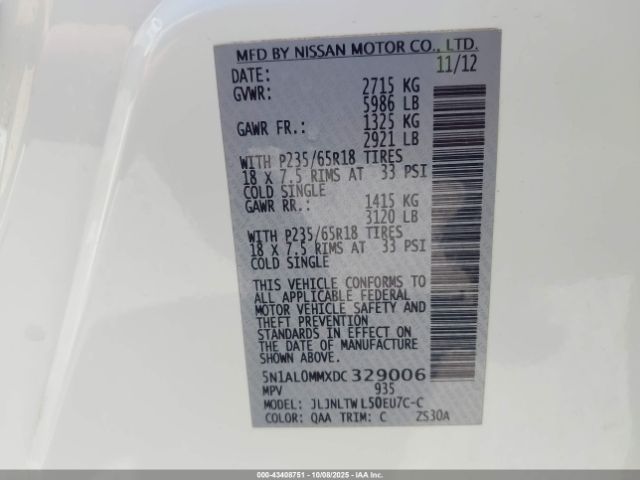 MFD BY NISSAN MOTOR CO., LTD.
DATE: 11/12
GVWR: 2715 KG
5986 LB
GAWR FR.: 1325 KG
2921 LB
WITH P235/65R18 TIRES
18 X 7.5 RIMS AT 33 PSI
COLD SINGLE
GAWR RR.: 1415 KG
3120 LB
WITH P235/65R18 TIRES
18 X 7.5 RIMS AT 33 PSI
COLD SINGLE
THIS VEHICLE CONFORMS TO
ALL APPLICABLE FEDERAL
MOTOR VEHICLE SAFETY AND
THEFT PREVENTION
STANDARDS IN EFFECT ON
THE DATE OF MANUFACTURE
SHOWN ABOVE.
5N1AL0MMXDC 329006
MPV 935
MODEL: JLJNLTW L50EU7C-C
COLOR: QAA TRIM: C ZS30A
000-43408751 - 10/08/2025 - IAAI.COM